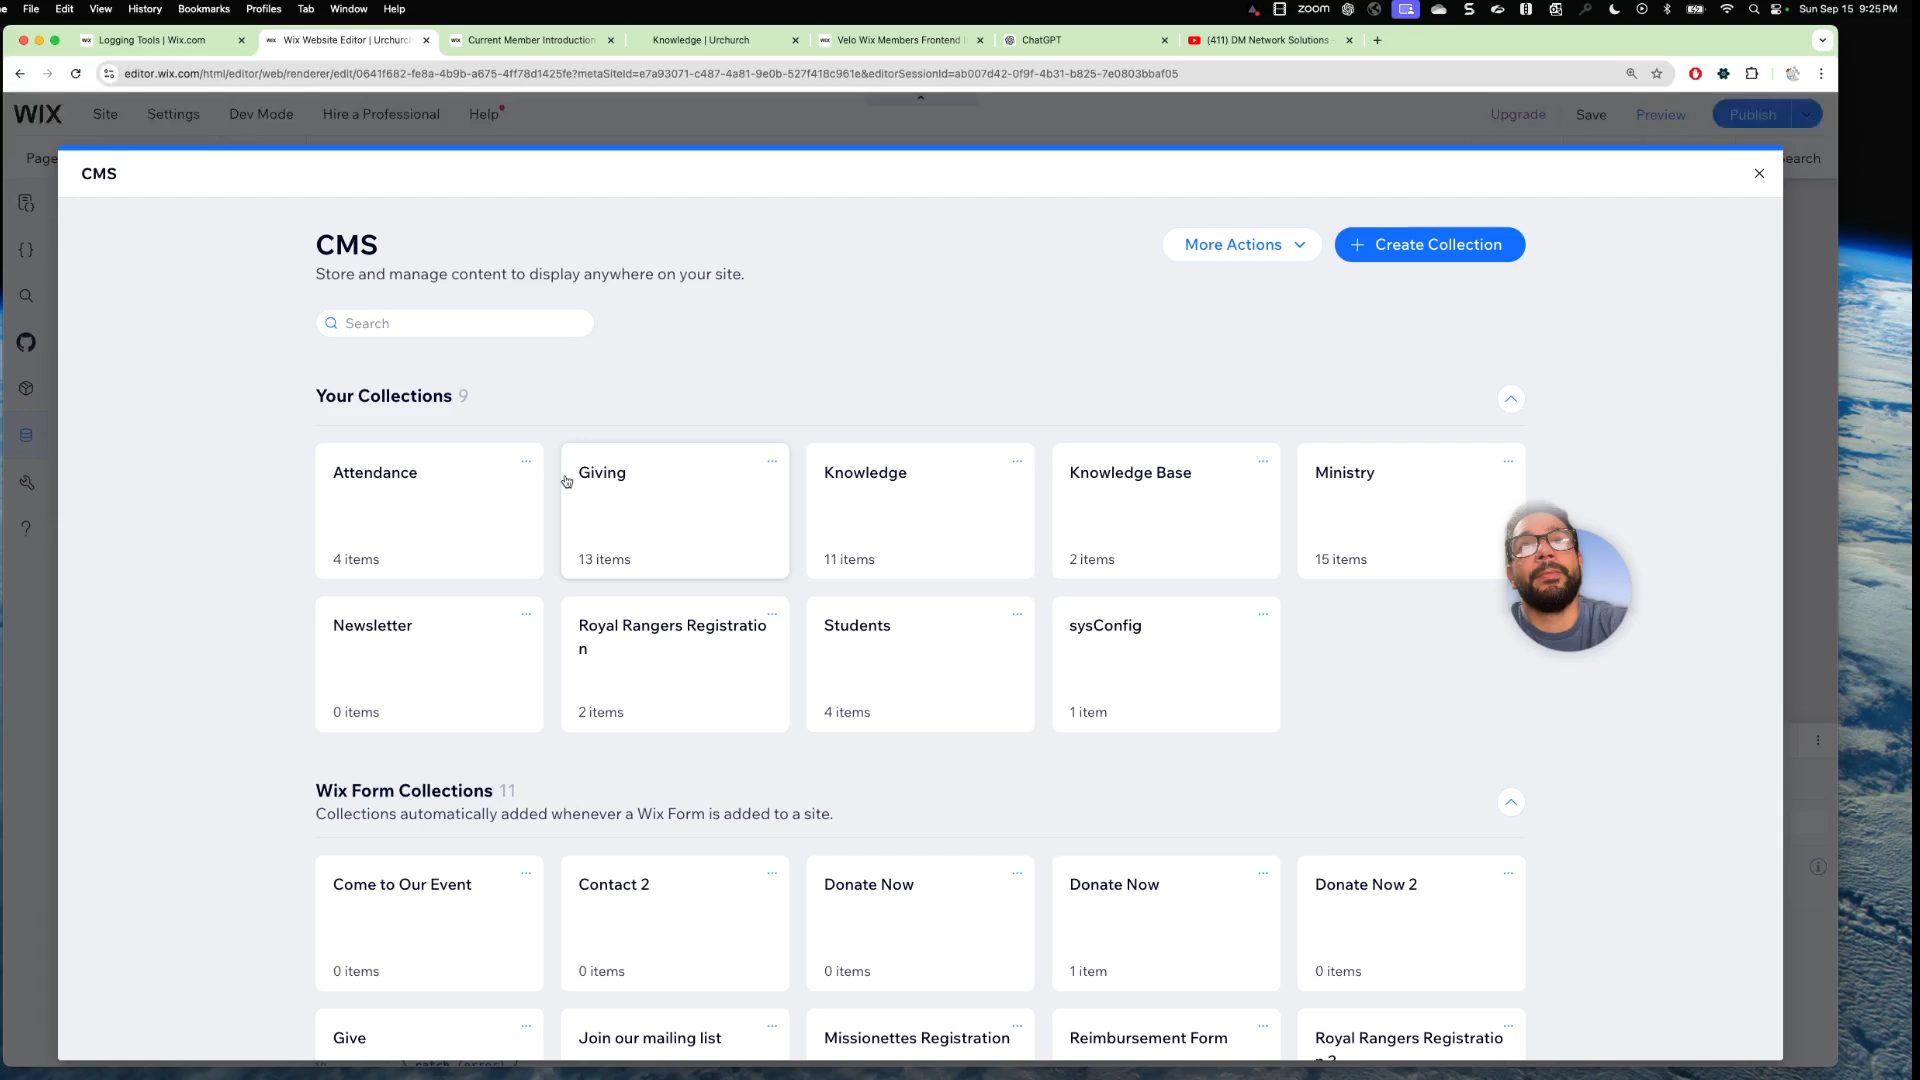 File Edit View History Bookmarks Profiles Tab Window Help zoom Sun Sep 15 9:25 PM
Logging Tools | Wix.com Wix Website Editor | Urchurch Current Member Introduction Knowledge | Urchurch Velo Wix Members Frontend ChatGPT (411) DM Network Solutions -
editor.wix.com/html/editor/web/renderer/edit/0641f682-fe8a-4b9b-a675-4ff78d1425fe?metaSiteId=e7a93071-c487-4a81-9e0b-527f418c961e&editorSessionId=ab007d42-0f9f-4b31-b825-7e0803bbaf05
WIX Site Settings Dev Mode Hire a Professional Help Upgrade Save Preview Publish
Page earch
CMS
CMS
More Actions Create Collection
Store and manage content to display anywhere on your site.
Search
Your Collections 9
Attendance Giving Knowledge Knowledge Base Ministry
4 items 13 items 11 items 2 items 15 items
Newsletter Royal Rangers Registratio Students sysConfig
n
0 items 2 items 4 items 1 item
Wix Form Collections 11
Collections automatically added whenever a Wix Form is added to a site.
Come to Our Event Contact 2 Donate Now Donate Now Donate Now 2
0 items 0 items 0 items 1 item 0 items
Give Join our mailing list Missionettes Registration Reimbursement Form Royal Rangers Registratio